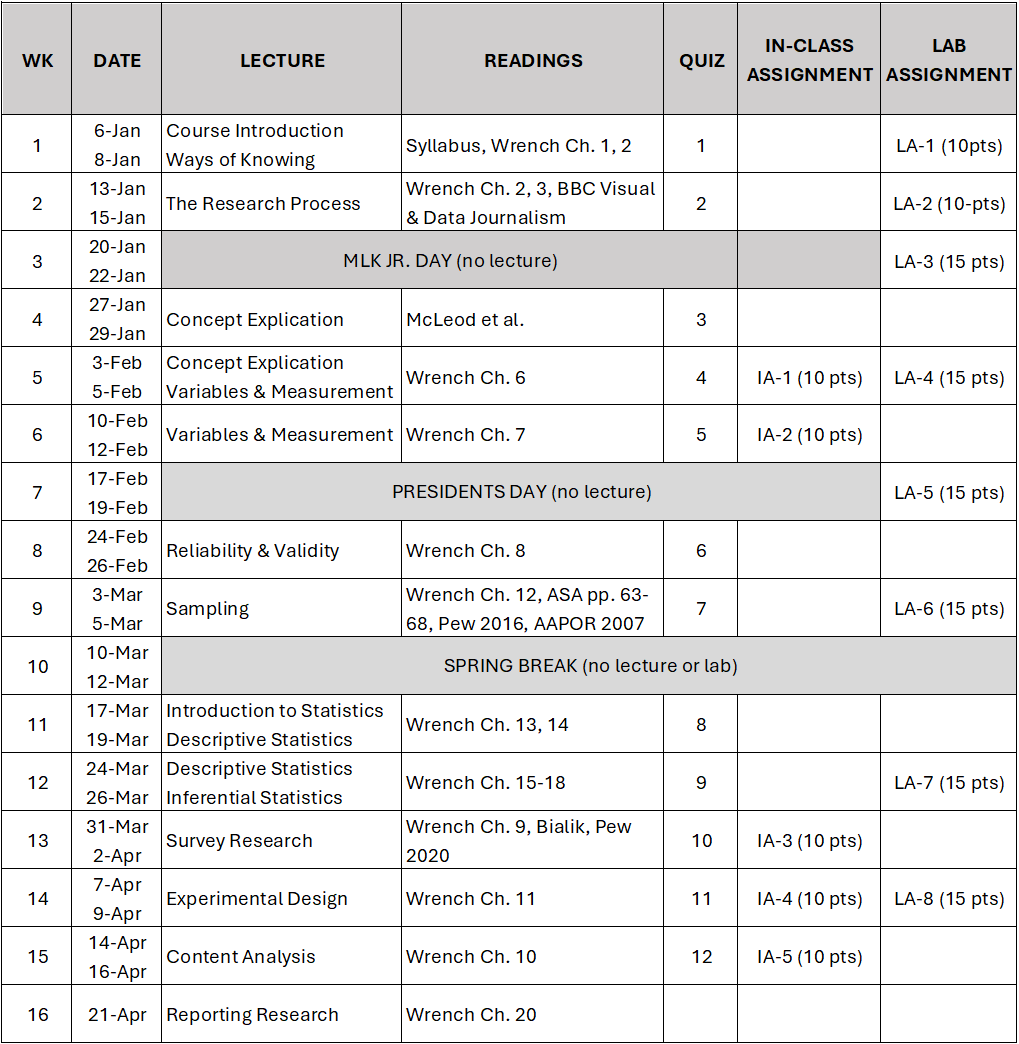 WK DATE LECTURE READINGS QUIZ IN-CLASS ASSIGNMENT LAB ASSIGNMENT
1 6-Jan Course Introduction Syllabus, Wrench Ch. 1, 2 1 LA-1 (10pts)
8-Jan Ways of Knowing
2 13-Jan The Research Process Wrench Ch. 2, 3, BBC Visual 2 LA-2 (10-pts)
15-Jan & Data Journalism
3 20-Jan MLK JR. DAY (no lecture) LA-3 (15 pts)
22-Jan
4 27-Jan Concept Explication McLeod et al. 3
29-Jan
5 3-Feb Concept Explication Wrench Ch. 6 4 IA-1 (10 pts) LA-4 (15 pts)
5-Feb Variables & Measurement
6 10-Feb Variables & Measurement Wrench Ch. 7 5 IA-2 (10 pts)
12-Feb
7 17-Feb PRESIDENTS DAY (no lecture) LA-5 (15 pts)
19-Feb
8 24-Feb Reliability & Validity Wrench Ch. 8 6
26-Feb
9 3-Mar Sampling Wrench Ch. 12, ASA pp. 63- 7 LA-6 (15 pts)
5-Mar 68, Pew 2016, AAPOR 2007
10 10-Mar SPRING BREAK (no lecture or lab)
12-Mar
11 17-Mar Introduction to Statistics Wrench Ch. 13, 14 8
19-Mar Descriptive Statistics
12 24-Mar Descriptive Statistics Wrench Ch. 15-18 9 LA-7 (15 pts)
26-Mar Inferential Statistics
13 31-Mar Survey Research Wrench Ch. 9, Bialik, Pew 10 IA-3 (10 pts)
2-Apr 2020
14 7-Apr Experimental Design Wrench Ch. 11 11 IA-4 (10 pts) LA-8 (15 pts)
9-Apr
15 14-Apr Content Analysis Wrench Ch. 10 12 IA-5 (10 pts)
16-Apr
16 21-Apr Reporting Research Wrench Ch. 20